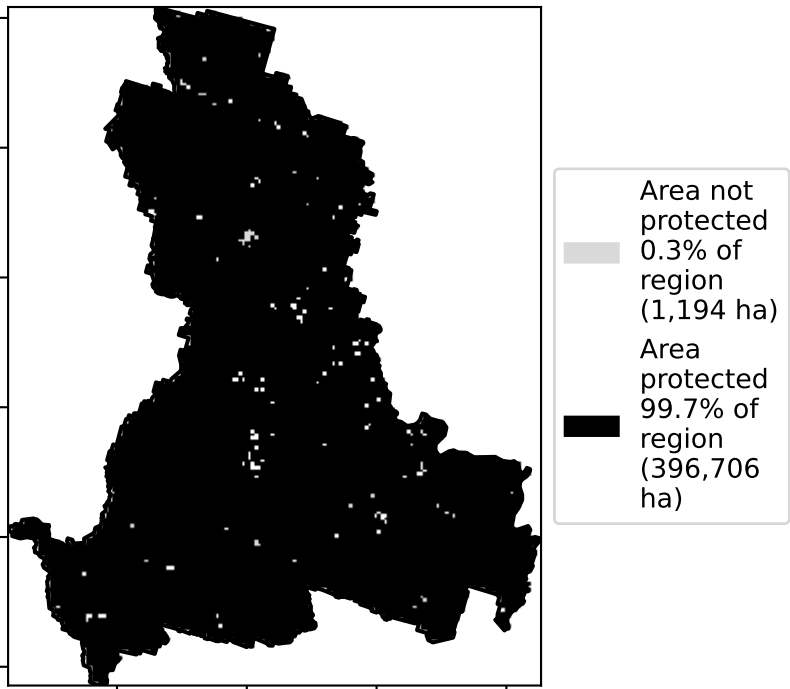 Area not
protected
0.3% of
region
(1,194 ha)
Area
protected
99.7% of
region
(396,706
ha)